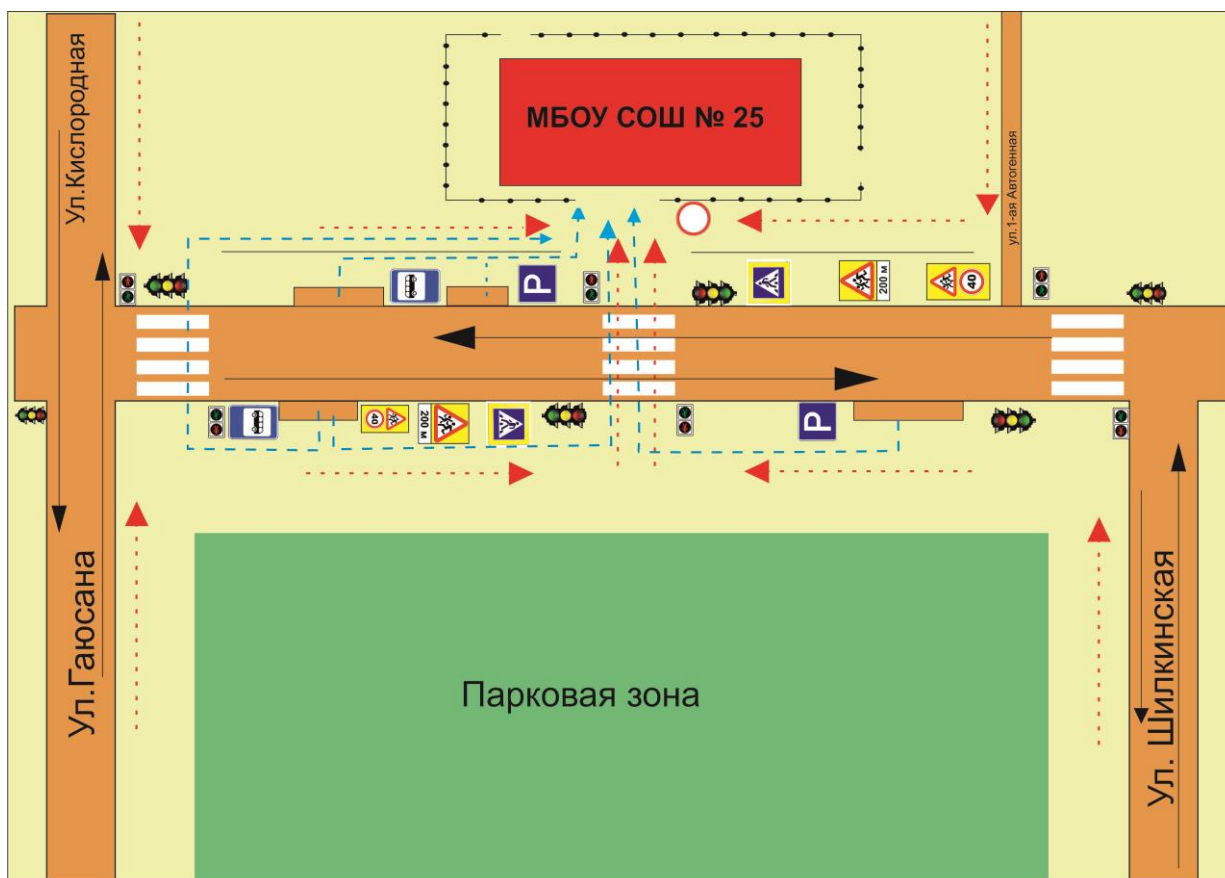 Ул.Кислородная
МБОУ СОШ № 25
ул.1-ая Автогенная
P
200 м
40
40
200 м
P
Ул.Гаюсана
Парковая зона
Ул. Шилкинская